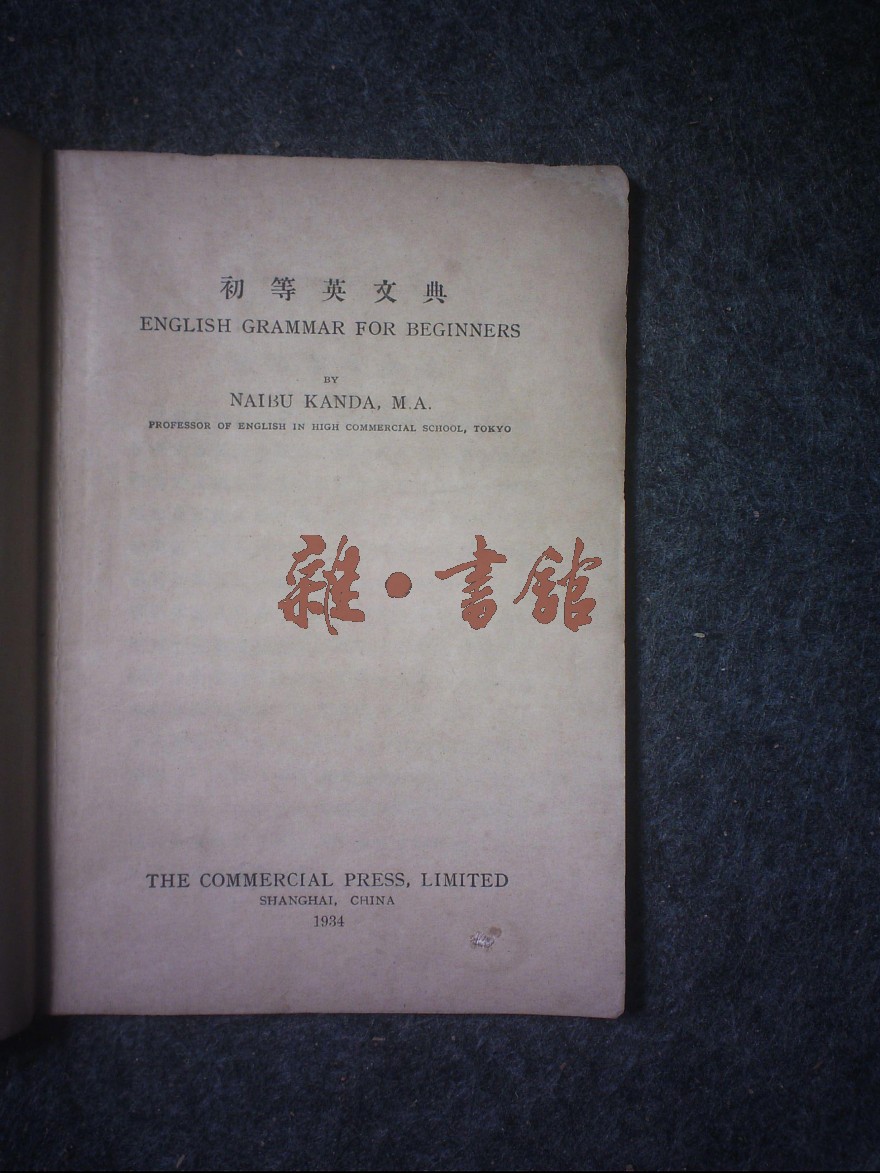 初等英文典
ENGLISH GRAMMAR FOR BEGINNERS
BY
NAIBU KANDA, M.A.
PROFESSOR OF ENGLISH IN HIGH COMMERCIAL SCHOOL, TOKYO
雜·書館
THE COMMERCIAL PRESS, LIMITED
SHANGHAI, CHINA
1934